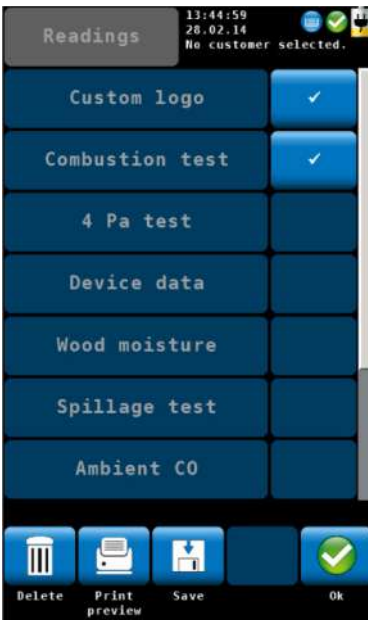 Readings
13:44:59
28.02.14
No customer selected.
Custom logo
Combustion test
4 Pa test
Device data
Wood moisture
Spillage test
Ambient CO
Delete
Print
preview
Save
Ok